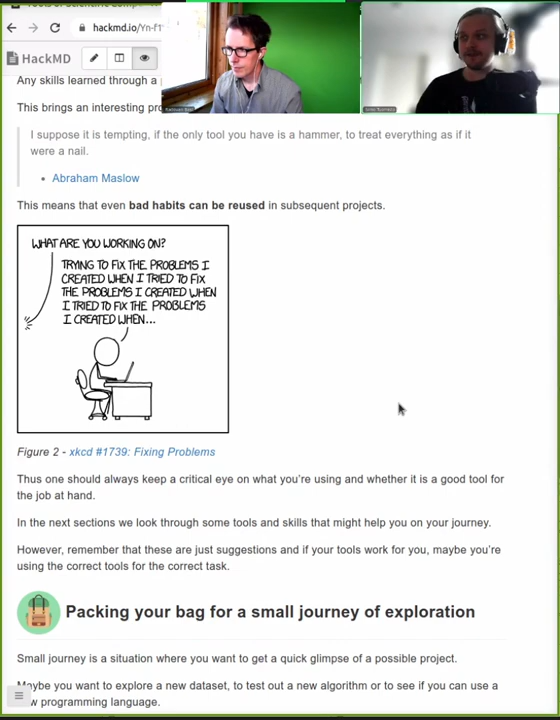 hackmd.io/Yn-f
HackMD
Any skills learned through a
This brings an interesting pro
I suppose it is tempting, if the only tool you have is a hammer, to treat everything as if it
were a nail.
• Abraham Maslow
This means that even bad habits can be reused in subsequent projects.
WHAT ARE YOU WORKING ON?
TRYING TO FIX THE PROBLEMS I
CREATED WHEN I TRIED TO FIX
THE PROBLEMS I CREATED WHEN
I TRIED TO FIX THE PROBLEMS
I CREATED WHEN...
Figure 2 - xkcd #1739: Fixing Problems
Thus one should always keep a critical eye on what you're using and whether it is a good tool for
the job at hand.
In the next sections we look through some tools and skills that might help you on your journey.
However, remember that these are just suggestions and if your tools work for you, maybe you're
using the correct tools for the correct task.
Packing your bag for a small journey of exploration
Small journey is a situation where you want to get a quick glimpse of a possible project.
Maybe you want to explore a new dataset, to test out a new algorithm or to see if you can use a
w programming language.